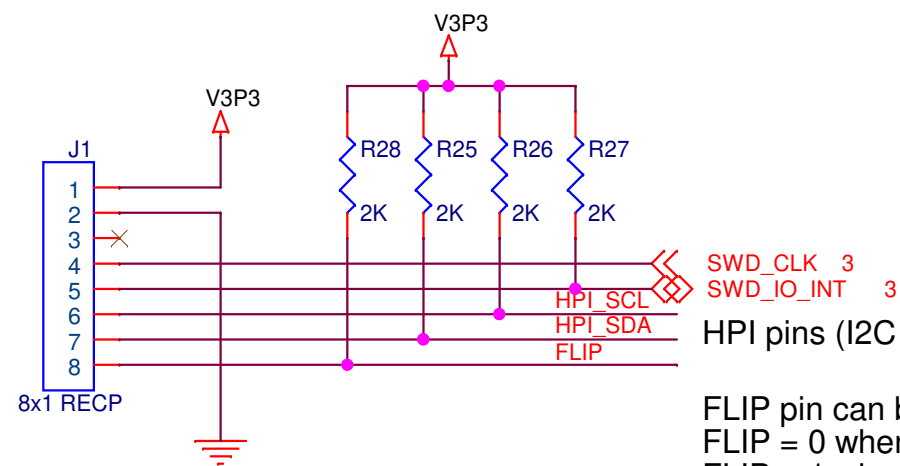 V3P3
V3P3
J1
R28 R25 R26 R27
1
2
2K 2K 2K 2K
3
4
SWD_CLK 3
5
SWD_IO_INT 3
6
HPI_SCL
7
HPI_SDA
HPI pins (I2C
8
FLIP
8x1 RECP
FLIP pin can
FLIP = 0 when